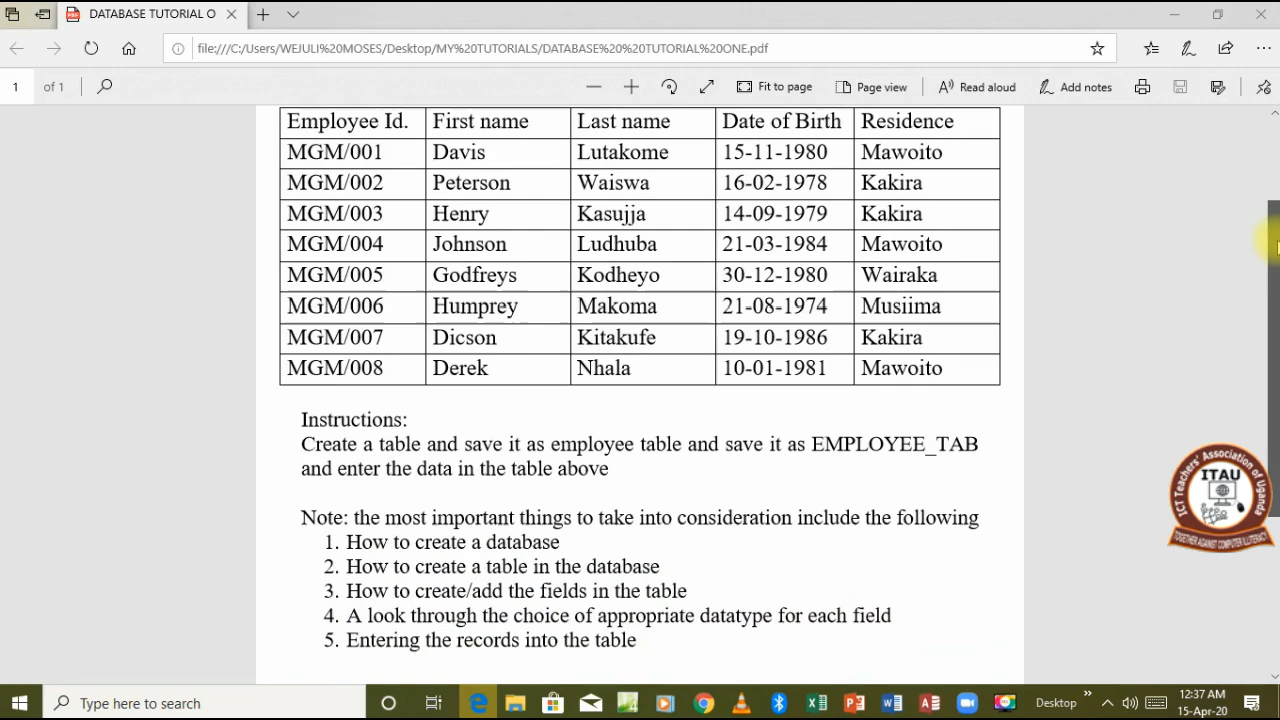 DATABASE TUTORIAL O
file:///C:/Users/WEJULI%20MOSES/Desktop/MY%20TUTORIALS/DATABASE%20%20TUTORIAL%20ONE.pdf
1 of 1 Fit to page Page view Read aloud Add notes
Employee Id. First name Last name Date of Birth Residence
MGM/001 Davis Lutakome 15-11-1980 Mawoito
MGM/002 Peterson Waiswa 16-02-1978 Kakira
MGM/003 Henry Kasujja 14-09-1979 Kakira
MGM/004 Johnson Ludhuba 21-03-1984 Mawoito
MGM/005 Godfreys Kodheyo 30-12-1980 Wairaka
MGM/006 Humprey Makoma 21-08-1974 Musiima
MGM/007 Dicson Kitakufe 19-10-1986 Kakira
MGM/008 Derek Nhala 10-01-1981 Mawoito
Instructions:
Create a table and save it as employee table and save it as EMPLOYEE_TAB
and enter the data in the table above
Note: the most important things to take into consideration include the following
1. How to create a database
2. How to create a table in the database
3. How to create/add the fields in the table
4. A look through the choice of appropriate datatype for each field
5. Entering the records into the table
ICT Teachers' Association of Uganda
ITAU
TOGETHER AGAINST COMPUTER ILLITERACY
Type here to search
Desktop
12:37 AM
15-Apr-20